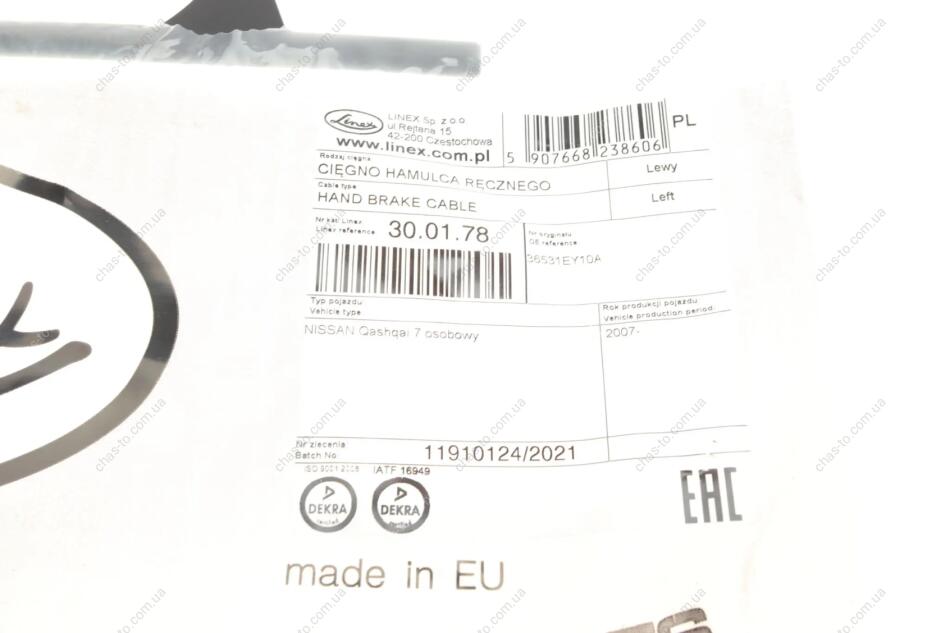 Linex
LINEX Sp. z o.o
ul Rejtana 15
42-200 Częstochowa
www.linex.com.pl
5 907668 238606
PL
Rodzaj cięgna
CIĘGNO HAMULCA RĘCZNEGO
Lewy
Cable type
HAND BRAKE CABLE
Left
Nr kat. Linex
Linex reference
30.01.78
Nr oryginału
OE reference
36531EY10A
Typ pojazdu
Vehicle type
Rok produkcji pojazdu
Vehicle production period:
NISSAN Qashqai 7 osobowy
2007-
Nr zlecenia
Batch No
11910124/2021
ISO 9001:2008
IATF 16949
DEKRA
DEKRA
EAC
made in EU
chas-to.com.ua